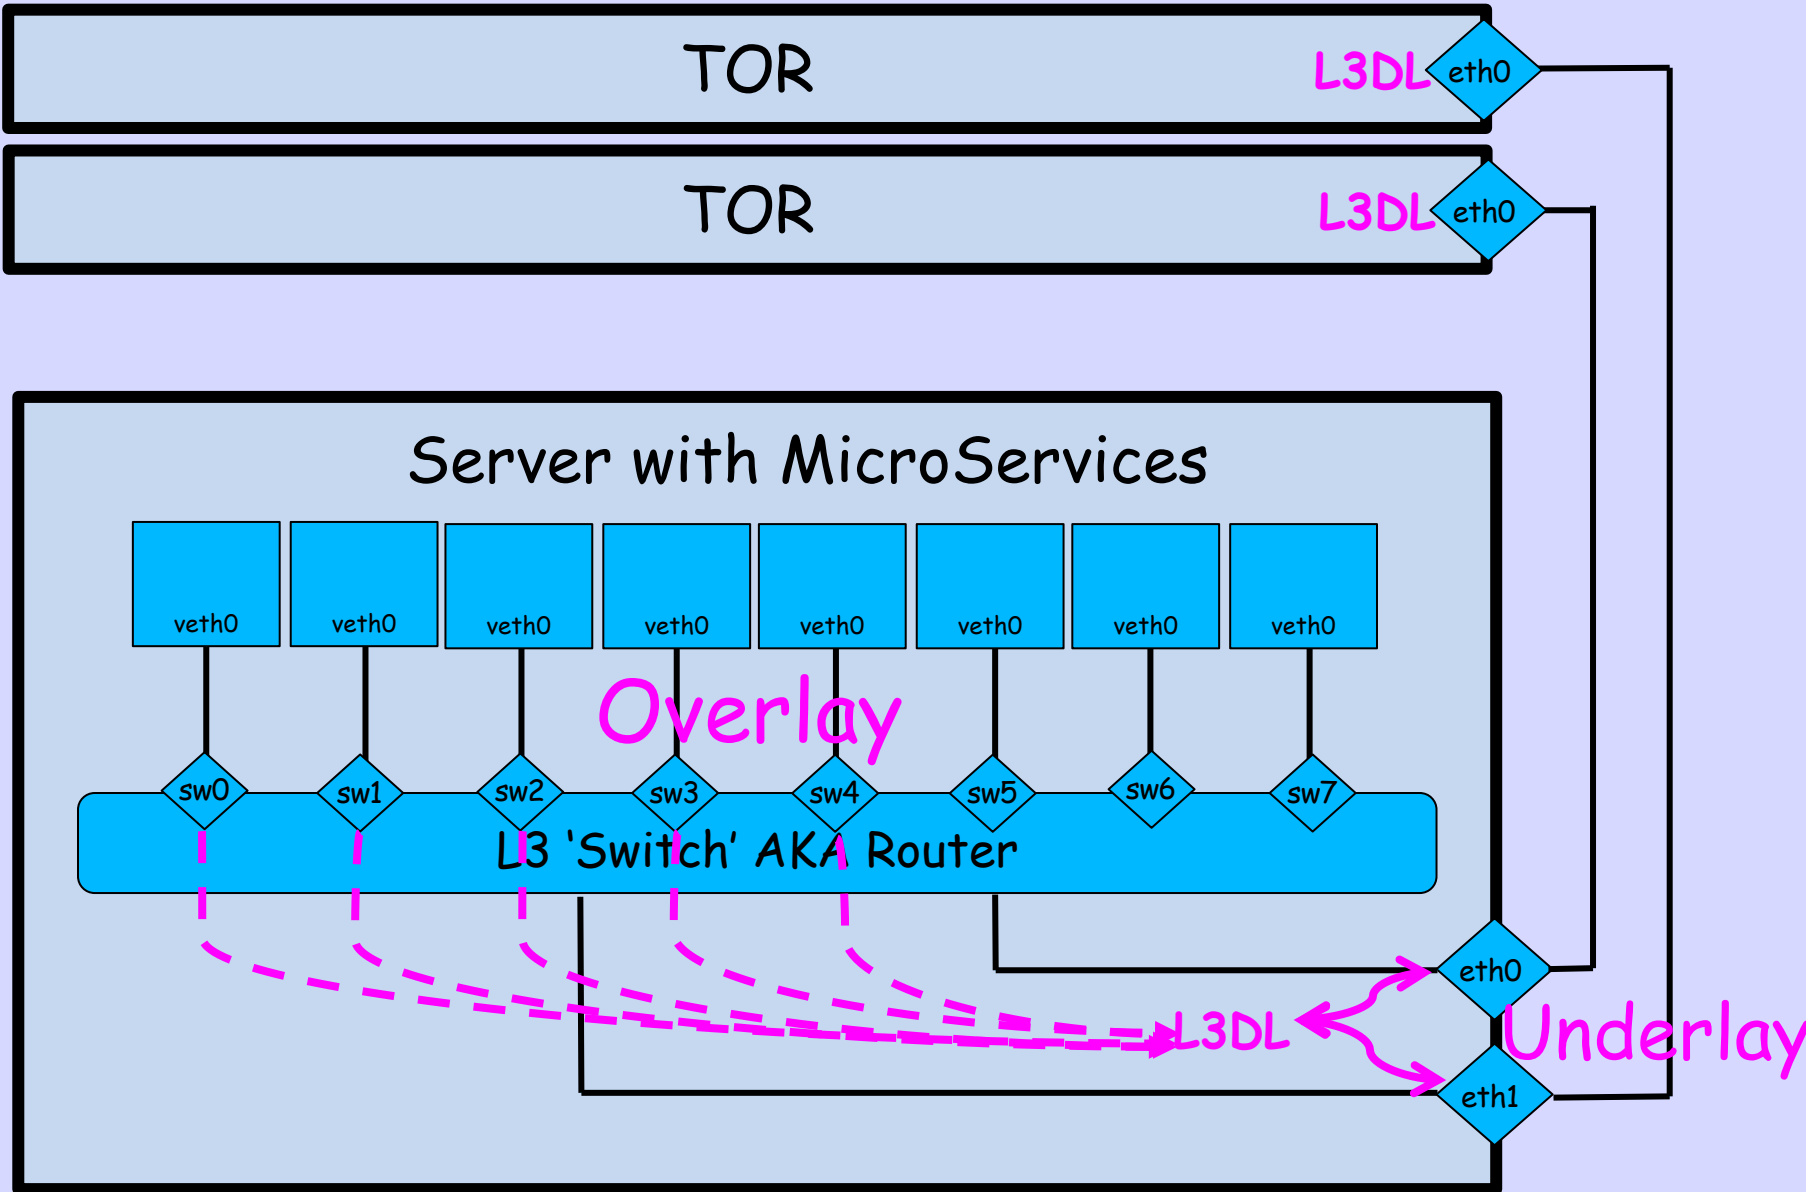 TOR
L3DL
eth0
TOR
L3DL
eth0
Server with MicroServices
veth0
veth0
veth0
veth0
veth0
veth0
veth0
veth0
Overlay
sw0
sw1
sw2
sw3
sw4
sw5
sw6
sw7
L3 ‘Switch’ AKA Router
eth0
L3DL
Underlay
eth1